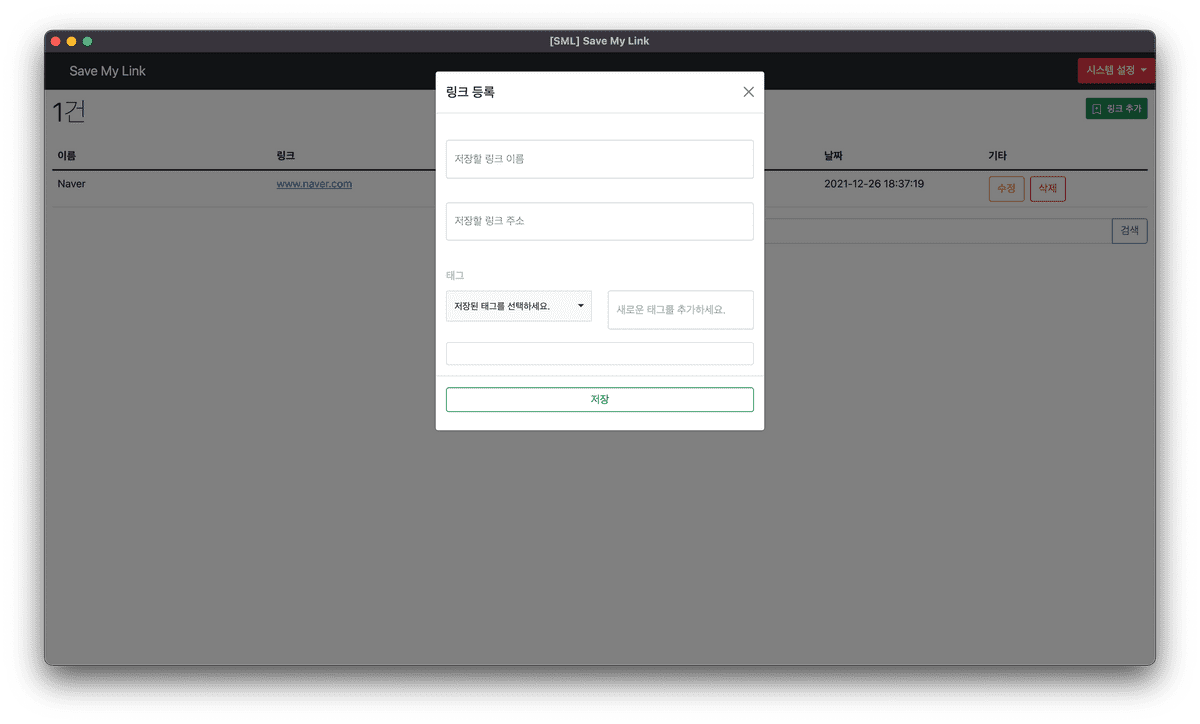 [SML] Save My Link
Save My Link
시스템 설정
1건
링크 추가
이름 링크 날짜 기타
Naver www.naver.com 2021-12-26 18:37:19 수정 삭제
검색
링크 등록
저장할 링크 이름
저장할 링크 주소
태그
저장된 태그를 선택하세요. 새로운 태그를 추가하세요.
저장